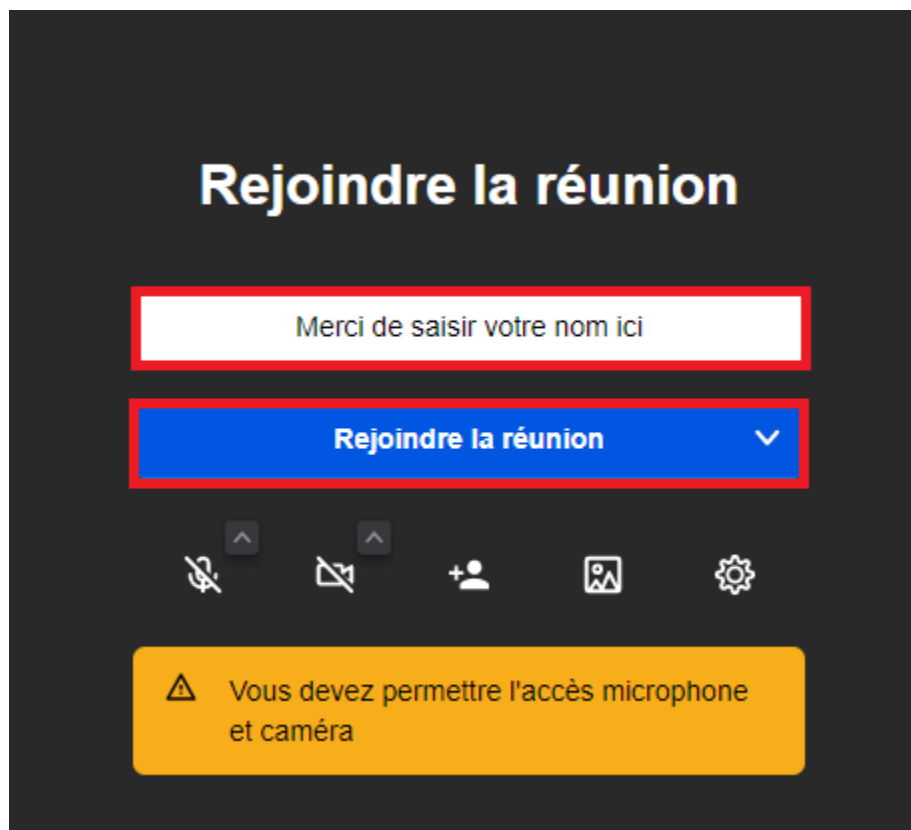 Rejoindre la réunion
Merci de saisir votre nom ici
Rejoindre la réunion
Vous devez permettre l'accès microphone
et caméra